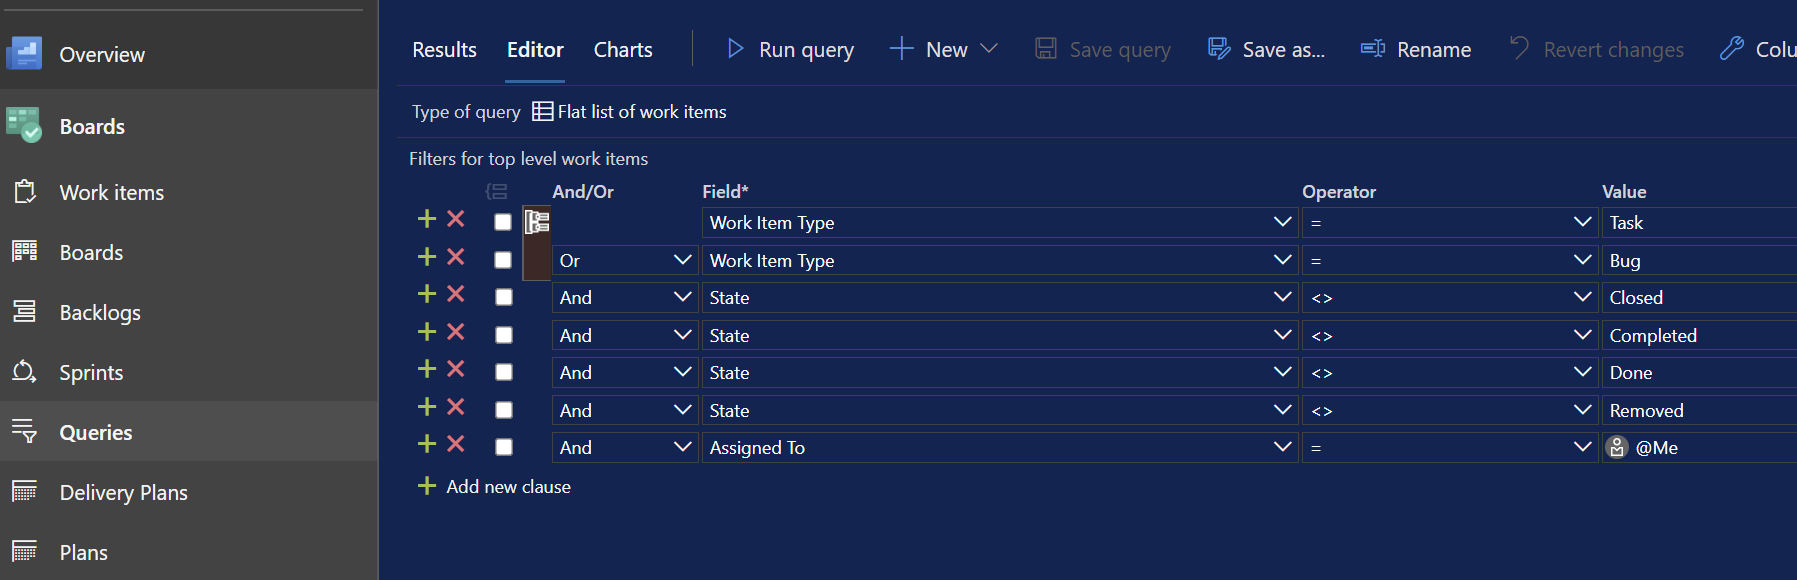 Overview
Boards
Work items
Boards
Backlogs
Sprints
Queries
Delivery Plans
Plans
Results Editor Charts Run query New Save query Save as... Rename Revert changes Colu
Type of query Flat list of work items
Filters for top level work items
And/Or Field* Operator Value
Work Item Type = Task
Or Work Item Type = Bug
And State <> Closed
And State <> Completed
And State <> Done
And State <> Removed
And Assigned To = @Me
Add new clause